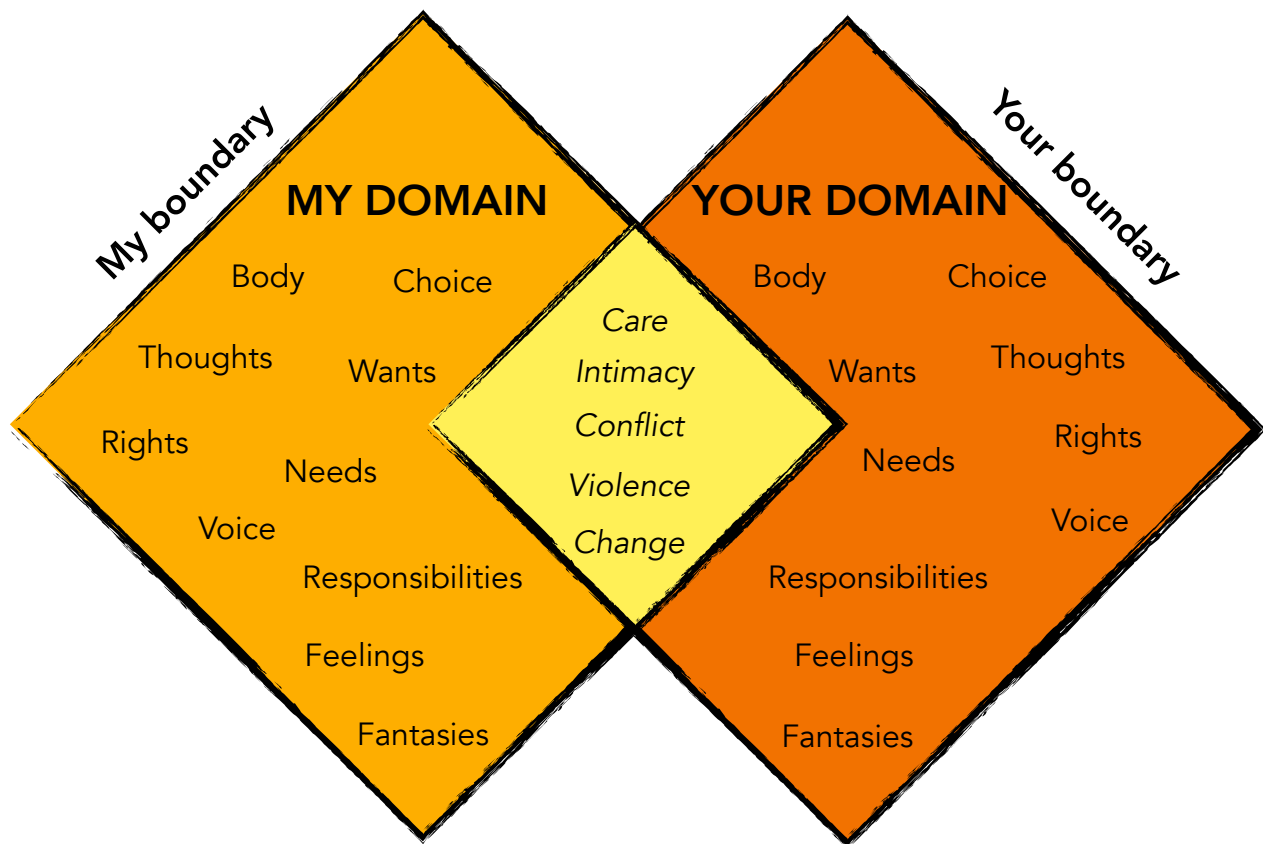 My boundary
Your boundary
MY DOMAIN
Body
Choice
Thoughts
Wants
Rights
Needs
Voice
Responsibilities
Feelings
Fantasies
Care
Intimacy
Conflict
Violence
Change
YOUR DOMAIN
Body
Choice
Wants
Thoughts
Rights
Needs
Voice
Responsibilities
Feelings
Fantasies